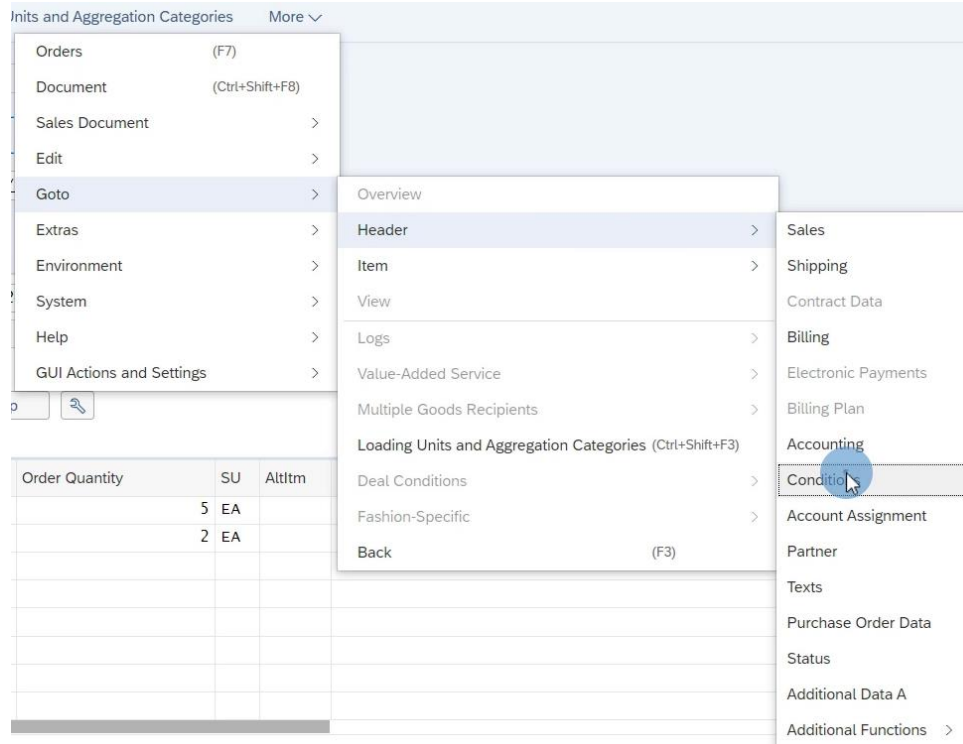 Units and Aggregation Categories More
Orders (F7)
Document (Ctrl+Shift+F8)
Sales Document
Edit
Goto
Extras
Environment
System
Help
GUI Actions and Settings
Overview
Header
Item
View
Logs
Value-Added Service
Multiple Goods Recipients
Loading Units and Aggregation Categories (Ctrl+Shift+F3)
Deal Conditions
Fashion-Specific
Back (F3)
Sales
Shipping
Contract Data
Billing
Electronic Payments
Billing Plan
Accounting
Conditions
Account Assignment
Partner
Texts
Purchase Order Data
Status
Additional Data A
Additional Functions
Order Quantity SU AltItm
5 EA
2 EA